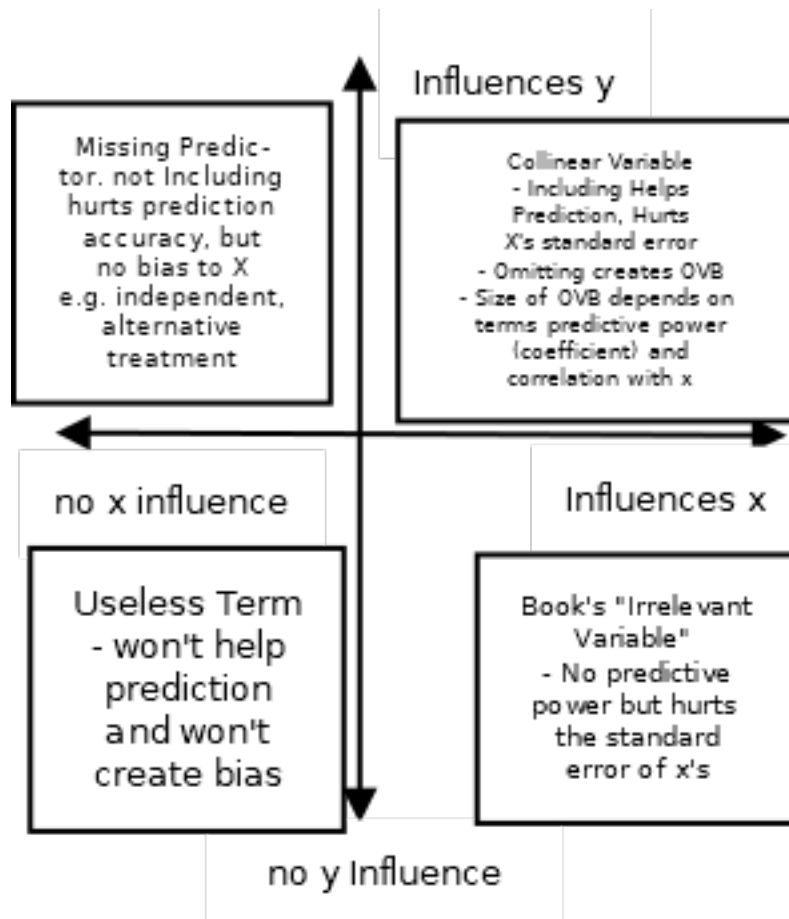 Influences y
Missing Predic-
tor. not Including
hurts prediction
accuracy, but
no bias to X
e.g. independent,
alternative
treatment
Collinear Variable
- Including Helps
Prediction, Hurts
X's standard error
- Omitting creates OVB
- Size of OVB depends on
terms predictive power
(coefficient) and
correlation with x
no x influence
Influences x
Useless Term
- won't help
prediction
and won't
create bias
Book's "Irrelevant
Variable"
- No predictive
power but hurts
the standard
error of x's
no y Influence